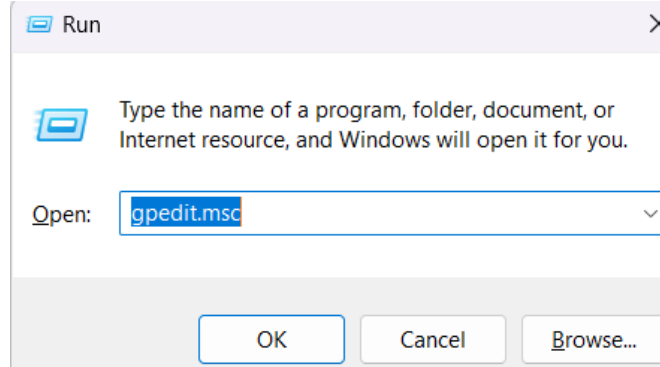 Run
Type the name of a program, folder, document, or
Internet resource, and Windows will open it for you.
Open: gpedit.msc
OK Cancel Browse...